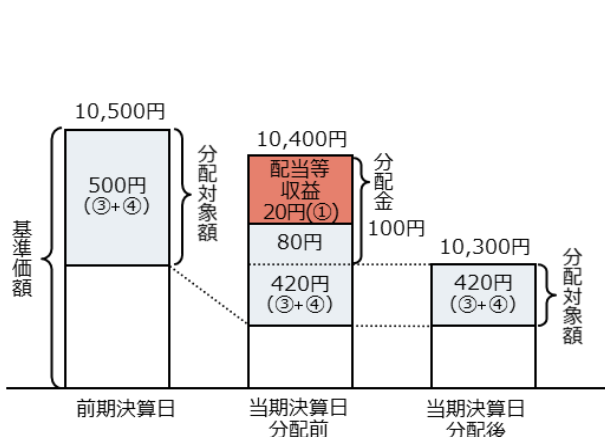 10,500円
500円
(③+④)
分配対象額
基準価額
前期決算日
10,400円
配当等
収益
20円(①)
80円
420円
(③+④)
分配金
100円
当期決算日
分配前
10,300円
420円
(③+④)
分配対象額
当期決算日
分配後